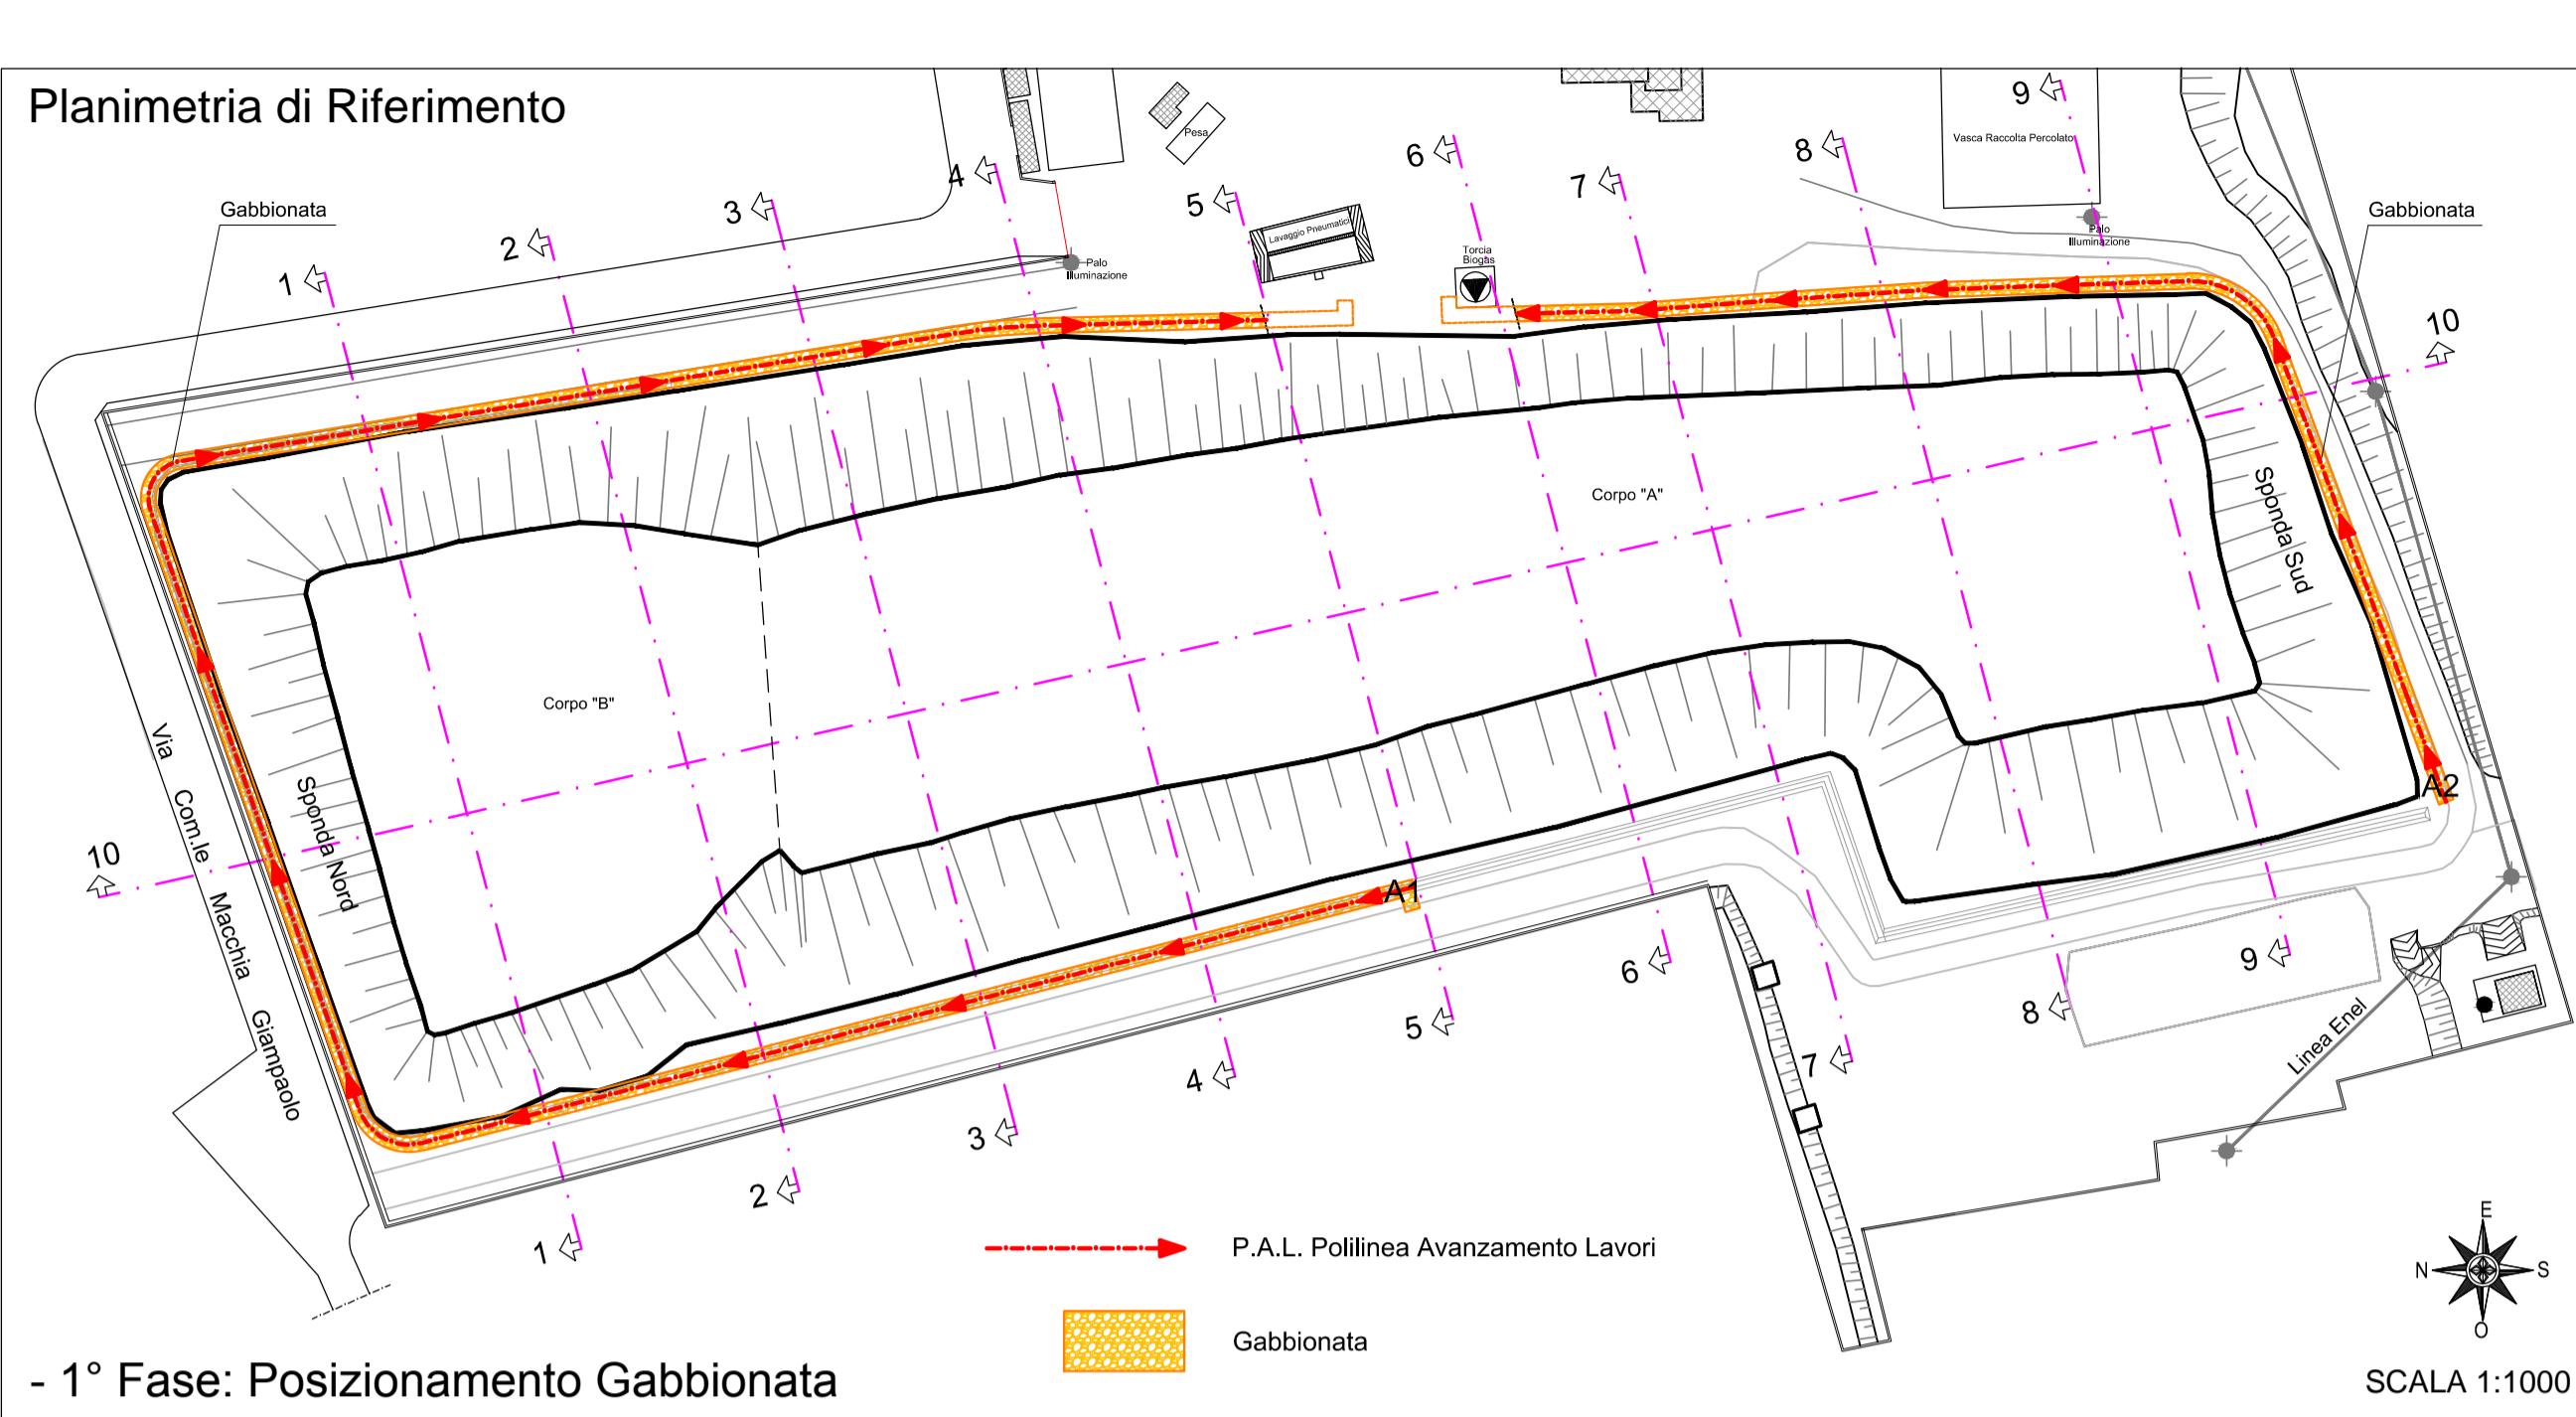 Planimetria di Riferimento
Gabbionata
Pesa
Palo
Illuminazione
Lavaggio Pneumatici
Torcia
Biogas
Vasca Raccolta Percolato
Palo
Illuminazione
Gabbionata
1
2
3
4
5
6
7
8
9
10
Corpo "A"
Corpo "B"
Sponda Sud
Sponda Nord
Via Com.le Macchia Giampaolo
A1
A2
10
1
2
3
4
5
6
7
8
9
Linea Enel
P.A.L. Polilinea Avanzamento Lavori
Gabbionata
E
N
S
O
- 1° Fase: Posizionamento Gabbionata
SCALA 1:1000